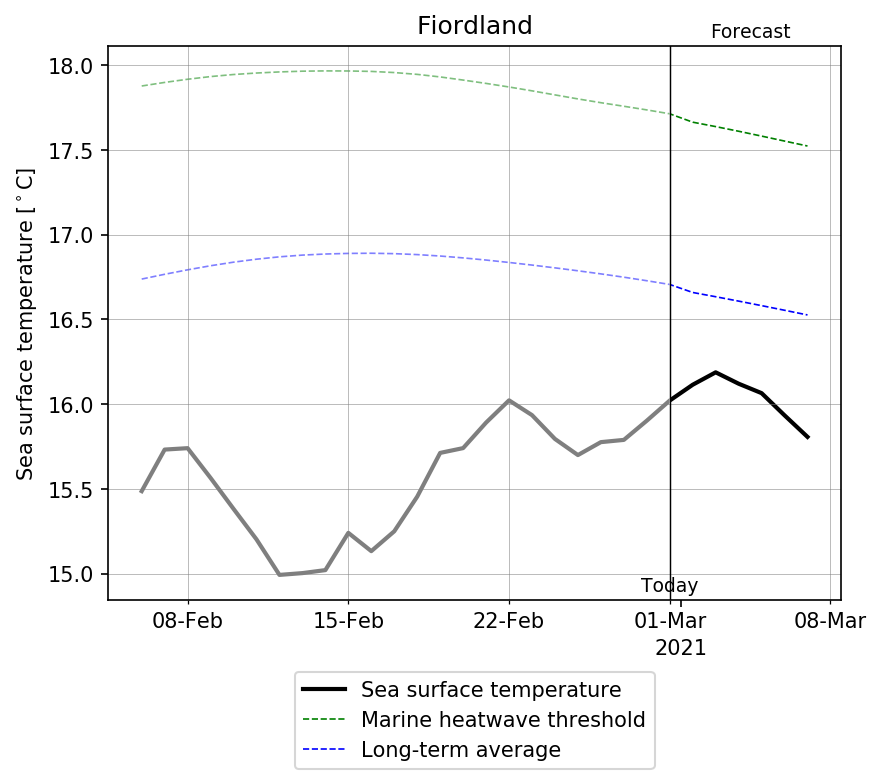 Fiordland
Forecast
18.0
17.5
17.0
16.5
16.0
15.5
15.0
Sea surface temperature [°C]
Today
08-Feb 15-Feb 22-Feb 01-Mar 08-Mar
2021
Sea surface temperature
Marine heatwave threshold
Long-term average